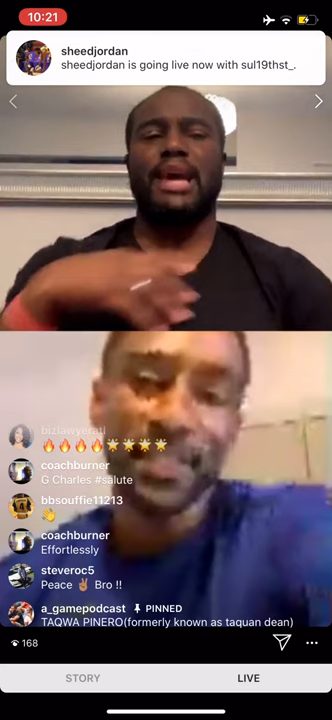 10:21
sheedjordan
sheedjordan is going live now with sul19thst_.
bizlawyeratl
coachburner
G Charles #salute
bbsouffie11213
coachburner
Effortlessly
steveroc5
Peace ✌🏽 Bro !!
a_gamepodcast PINNED
TAQWA PINERO(formerly known as taquan dean)
168
STORY
LIVE